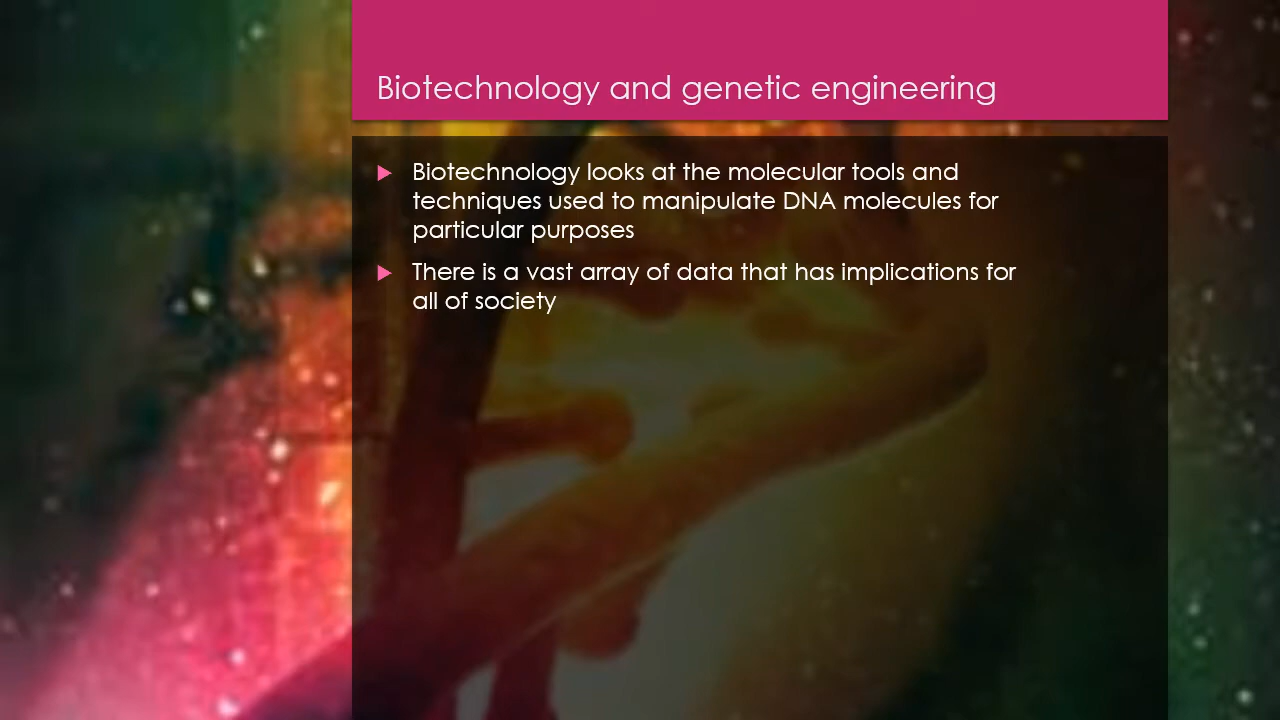 Biotechnology and genetic engineering
Biotechnology looks at the molecular tools and
techniques used to manipulate DNA molecules for
particular purposes
There is a vast array of data that has implications for
all of society